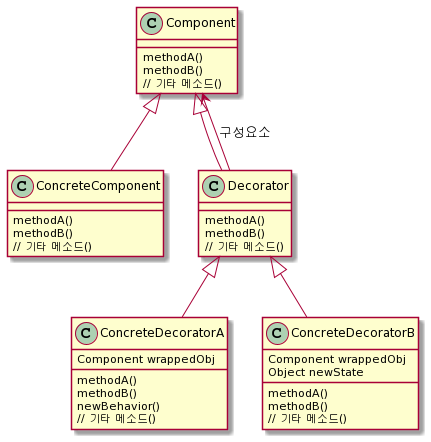 C Component
methodA()
methodB()
// 기타 메소드()
구성요소
C ConcreteComponent
methodA()
methodB()
// 기타 메소드()
C Decorator
methodA()
methodB()
// 기타 메소드()
C ConcreteDecoratorA
Component wrappedObj
methodA()
methodB()
newBehavior()
// 기타 메소드()
C ConcreteDecoratorB
Component wrappedObj
Object newState
methodA()
methodB()
// 기타 메소드()